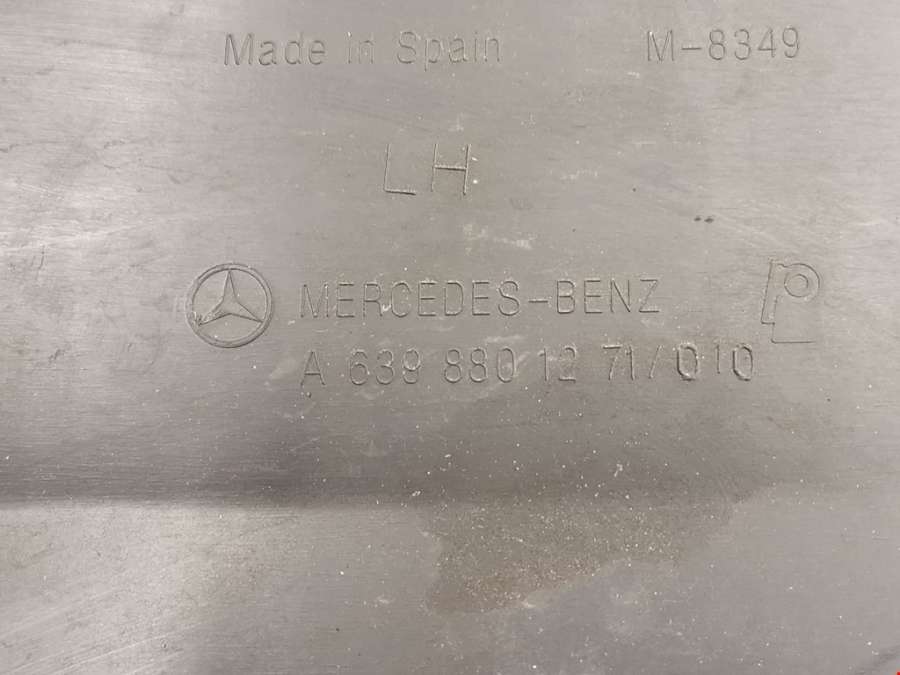 Made in Spain M-8349
LH
MERCEDES-BENZ
A 639 880 12 71/010